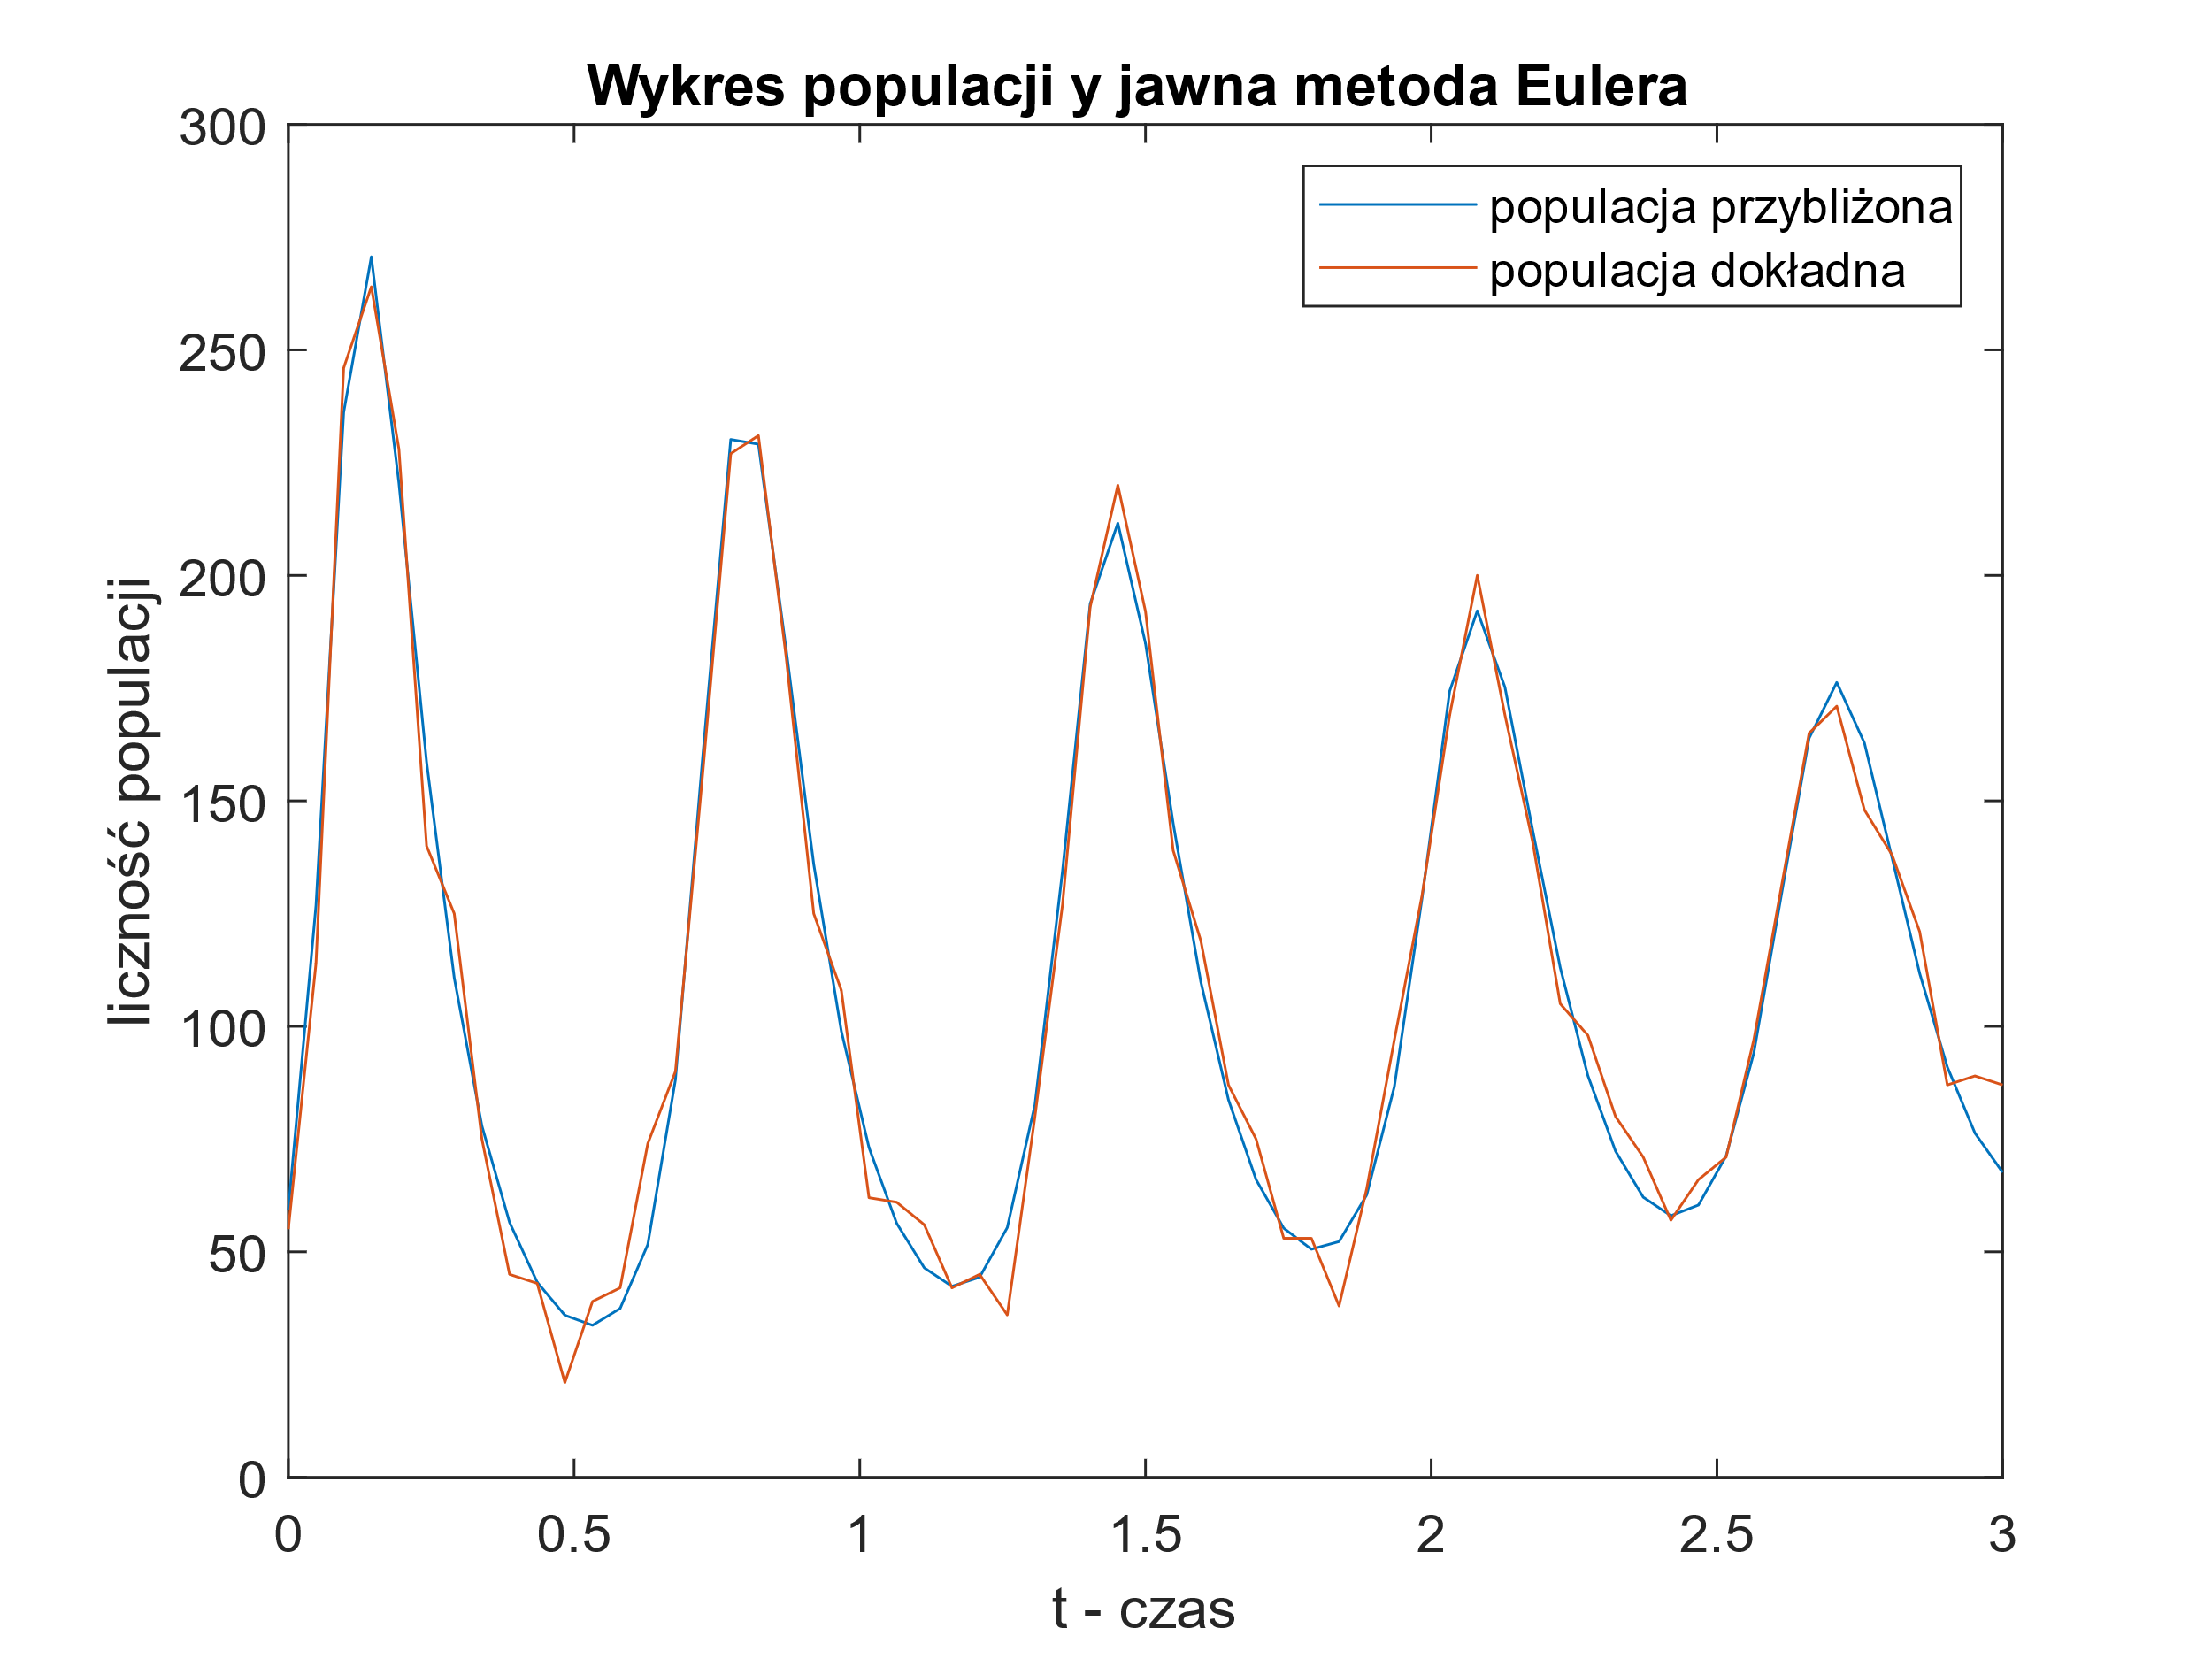 Wykres populacji y jawna metoda Eulera
populacja przybliżona
populacja dokładna
liczność populacji
300
250
200
150
100
50
0
0 0.5 1 1.5 2 2.5 3
t - czas